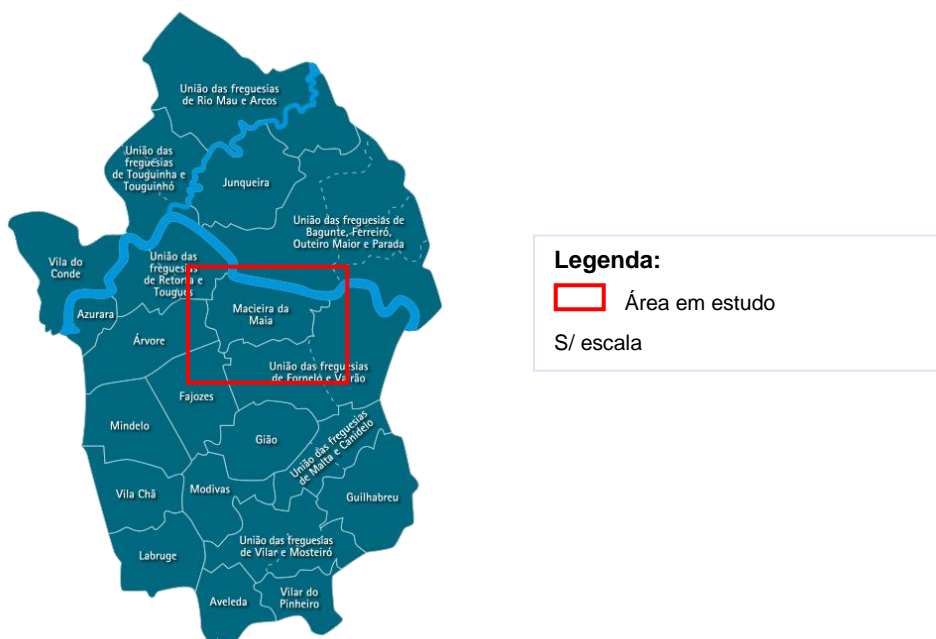 União das freguesias
de Rio Mau e Arcos
União das
freguesias
de Touguinha e
Touguinhó
Junqueira
União das freguesias de
Bagunte, Ferreiró,
Outeiro Maior e Parada
Vila do
Conde
União das
freguesias
de Retorta e
Tougues
Azurara
Macieira da
Maia
Árvore
União das freguesias
de Fornelo e Vairão
Fajozes
Mindelo
Gião
União das freguesias
de Malta e Canidelo
Vila Chã
Modivas
Guilhabreu
Labruge
União das freguesias
de Vilar e Mosteiró
Aveleda
Vilar do
Pinheiro
Legenda:
Área em estudo
S/ escala